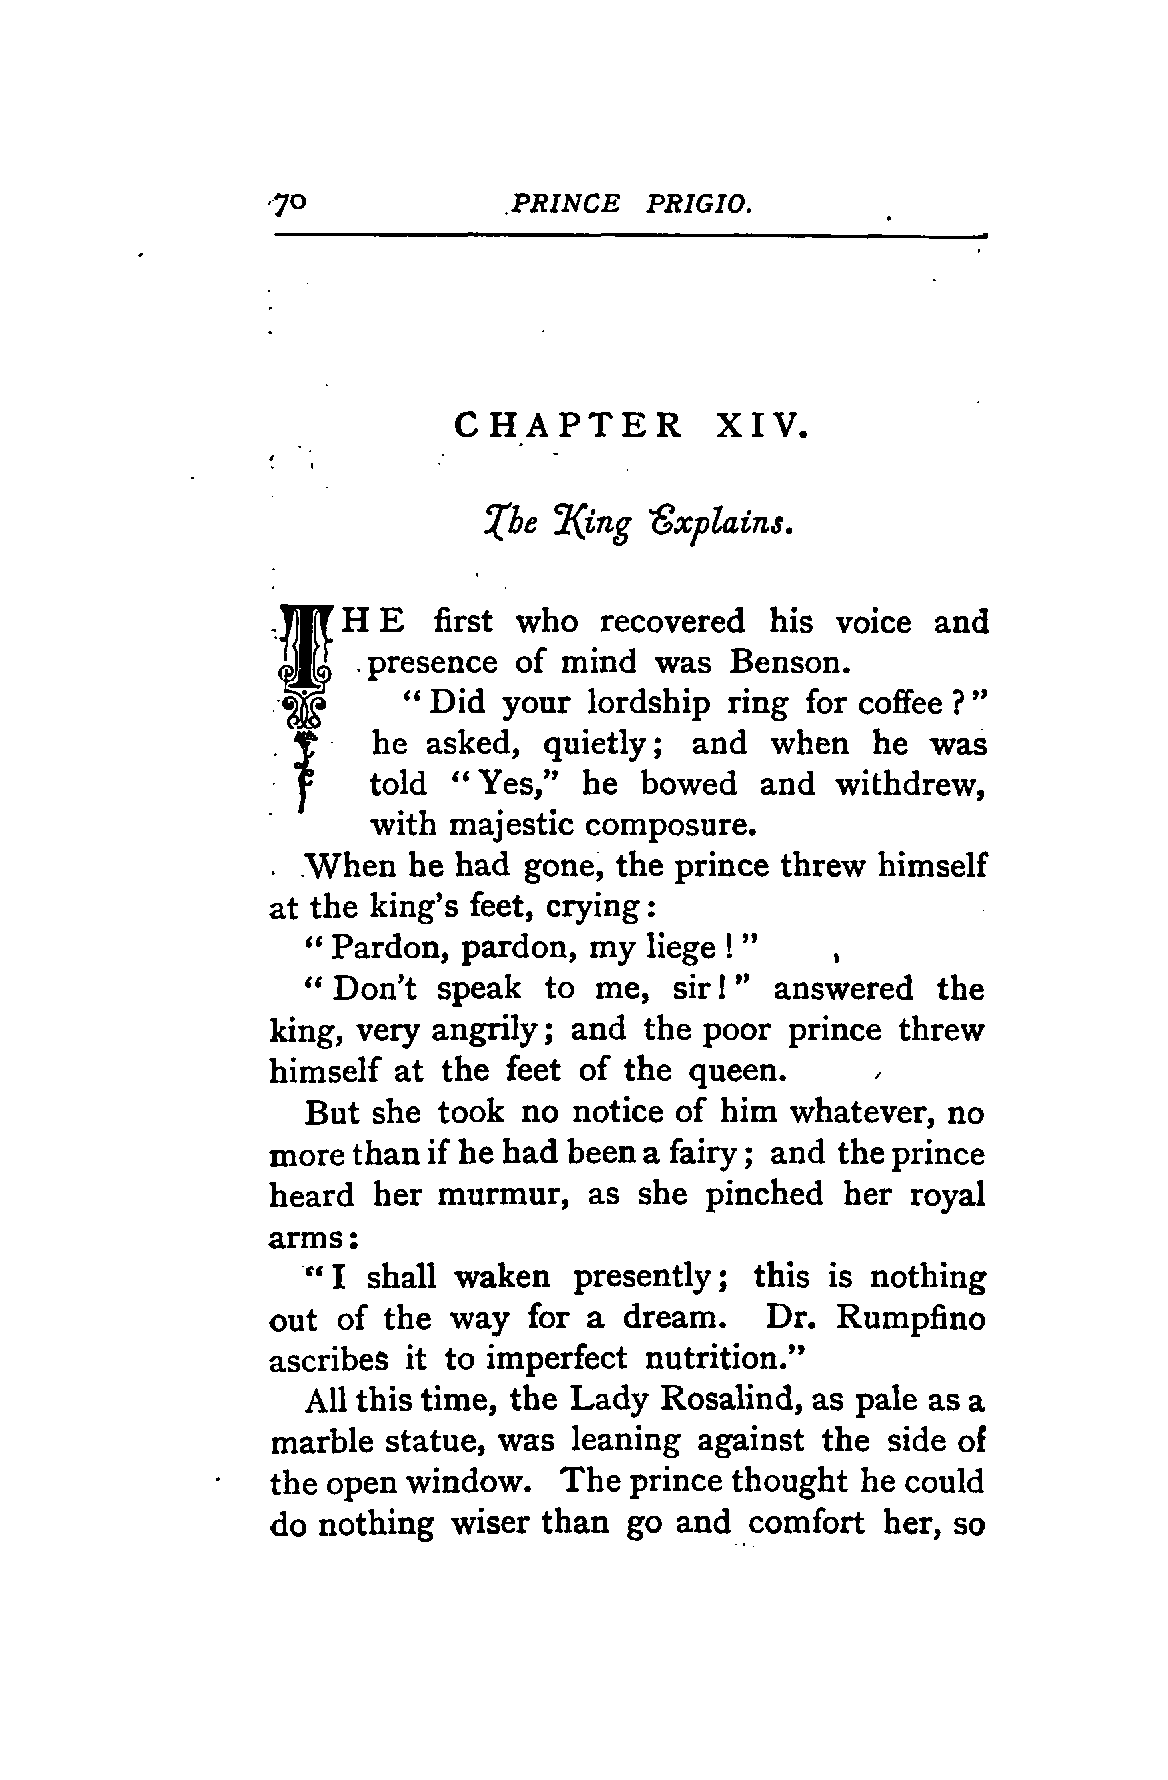 70 PRINCE PRIGIO.
CHAPTER XIV.
The King Explains.
THE first who recovered his voice and
presence of mind was Benson.
“Did your lordship ring for coffee?”
he asked, quietly; and when he was
told “Yes,” he bowed and withdrew,
with majestic composure.
When he had gone, the prince threw himself
at the king’s feet, crying:
“Pardon, pardon, my liege!”
“Don’t speak to me, sir!” answered the
king, very angrily; and the poor prince threw
himself at the feet of the queen.
But she took no notice of him whatever, no
more than if he had been a fairy; and the prince
heard her murmur, as she pinched her royal
arms:
“I shall waken presently; this is nothing
out of the way for a dream. Dr. Rumpfino
ascribes it to imperfect nutrition.”
All this time, the Lady Rosalind, as pale as a
marble statue, was leaning against the side of
the open window. The prince thought he could
do nothing wiser than go and comfort her, so